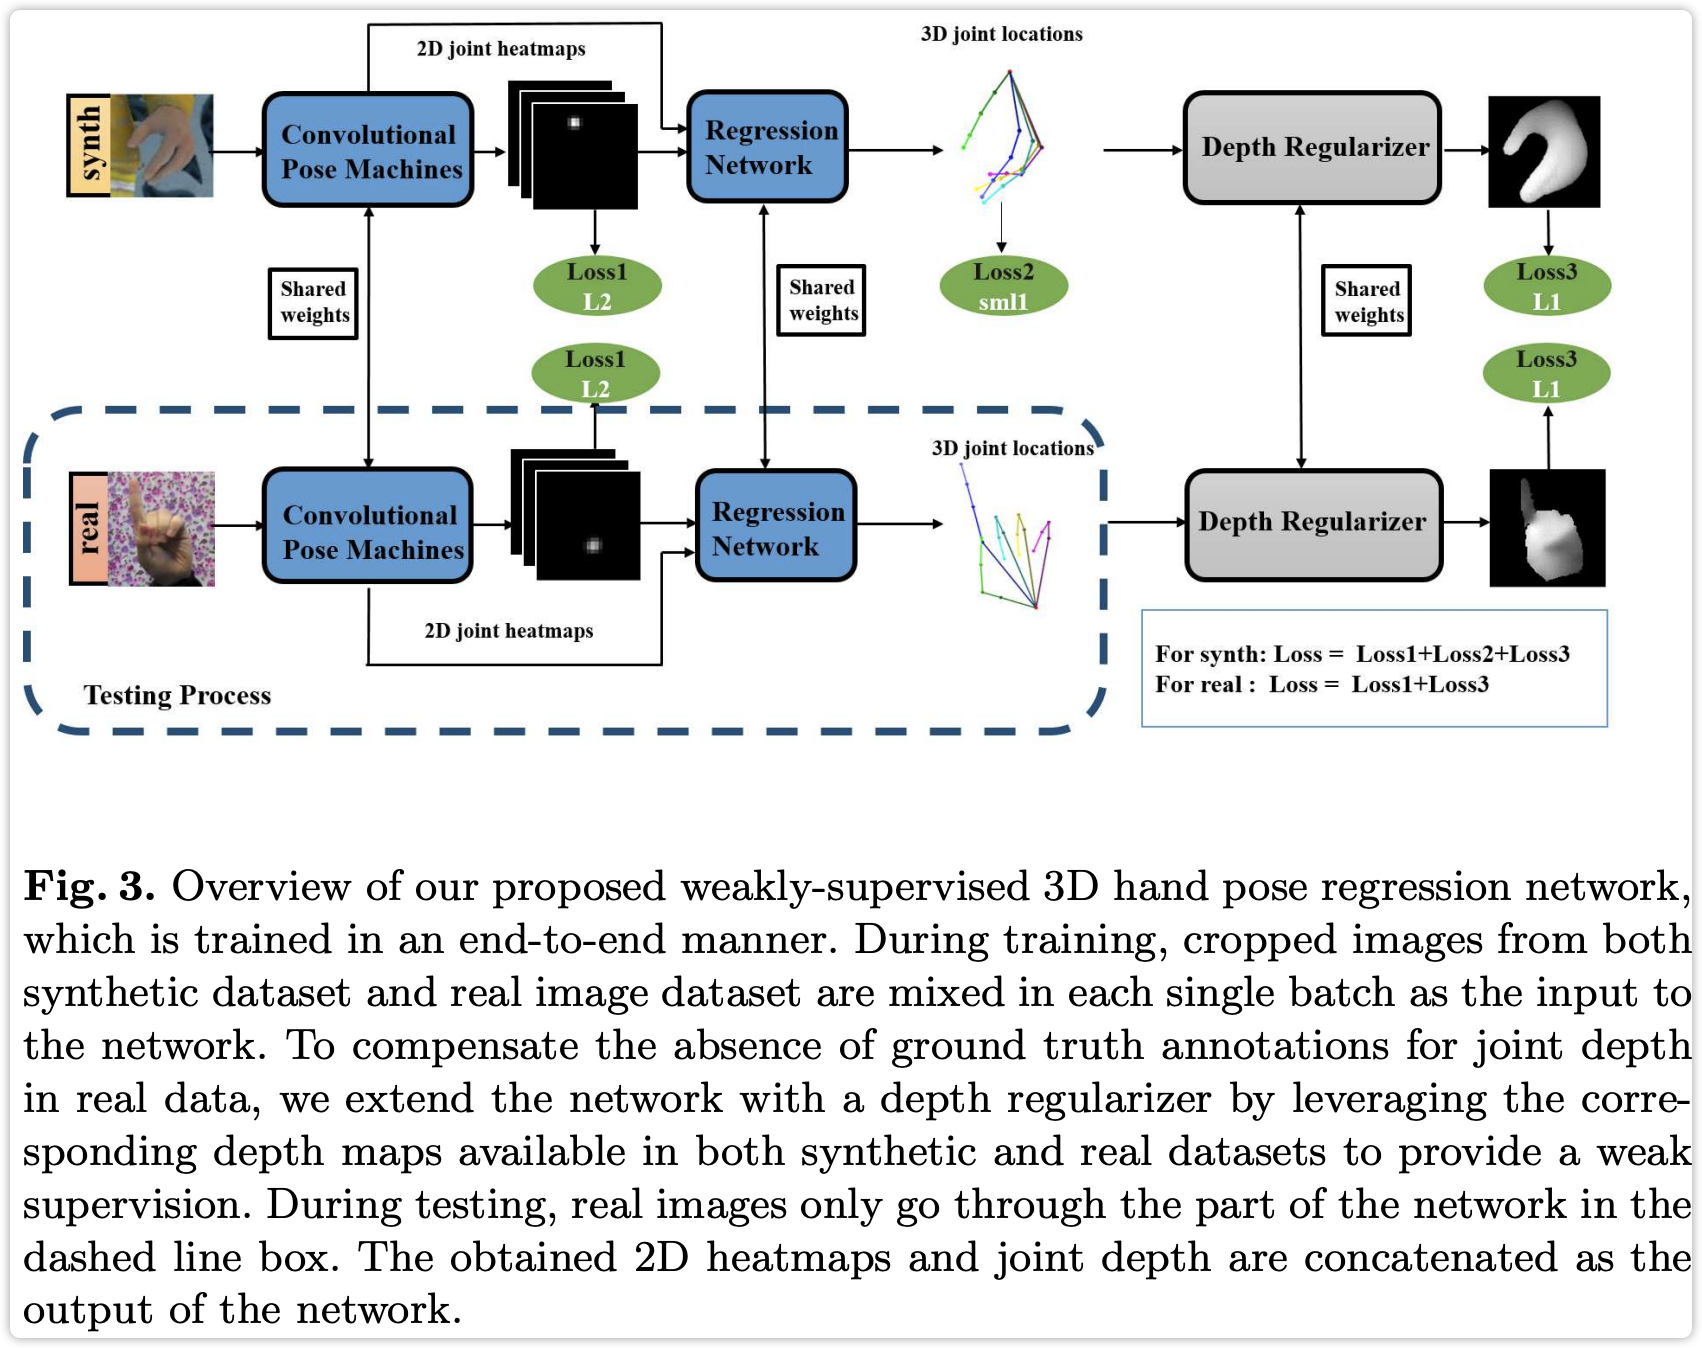 2D joint heatmaps
3D joint locations
synth
Convolutional
Pose Machines
Regression
Network
Depth Regularizer
Loss1
L2
Loss2
sml1
Loss3
L1
Shared
weights
Shared
weights
Shared
weights
Loss1
L2
Loss3
L1
3D joint locations
real
Convolutional
Pose Machines
Regression
Network
Depth Regularizer
2D joint heatmaps
Testing Process
For synth: Loss = Loss1+Loss2+Loss3
For real : Loss = Loss1+Loss3
Fig. 3. Overview of our proposed weakly-supervised 3D hand pose regression network,
which is trained in an end-to-end manner. During training, cropped images from both
synthetic dataset and real image dataset are mixed in each single batch as the input to
the network. To compensate the absence of ground truth annotations for joint depth
in real data, we extend the network with a depth regularizer by leveraging the corre-
sponding depth maps available in both synthetic and real datasets to provide a weak
supervision. During testing, real images only go through the part of the network in the
dashed line box. The obtained 2D heatmaps and joint depth are concatenated as the
output of the network.